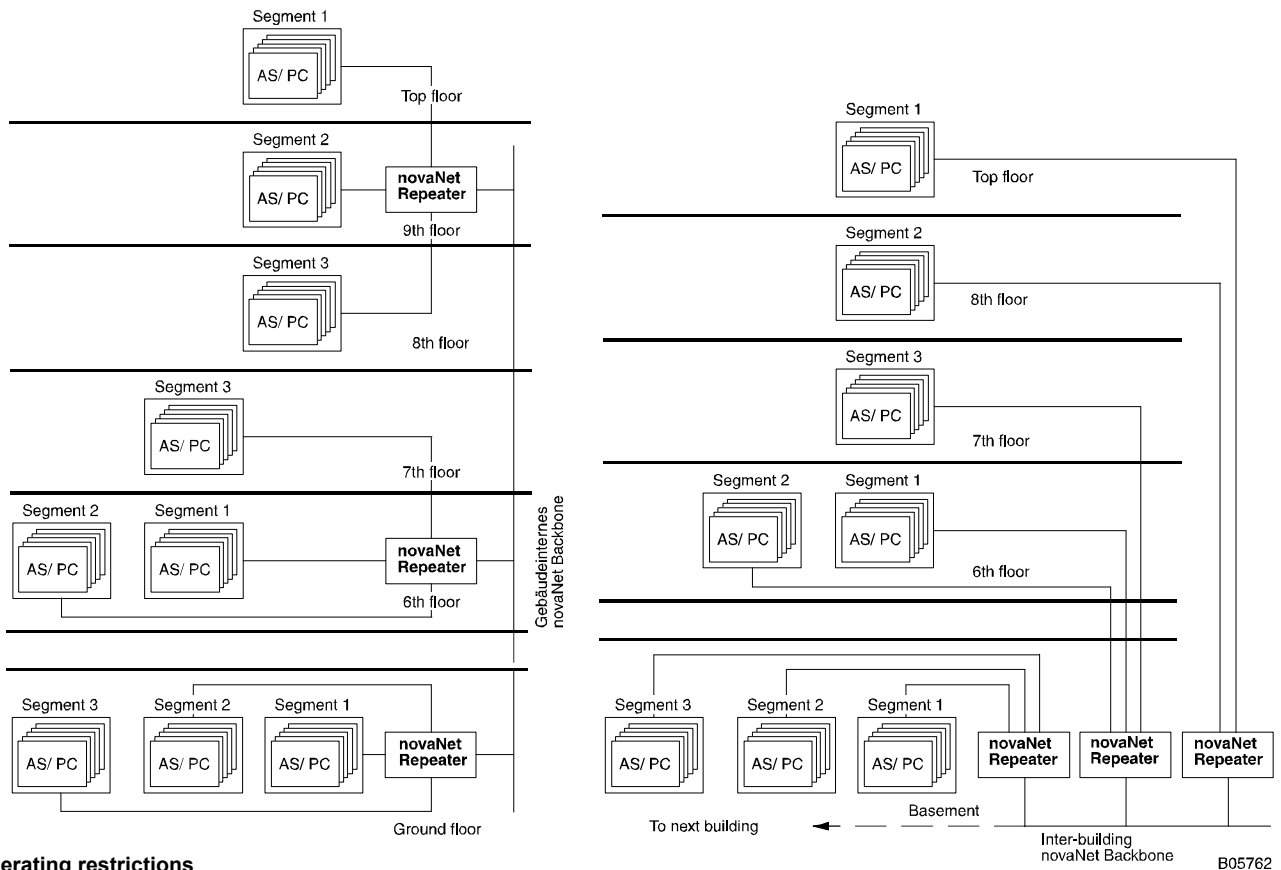 Segment 1
AS/ PC
Top floor
Segment 2
AS/ PC
novaNet
Repeater
9th floor
Segment 3
AS/ PC
8th floor
Segment 3
AS/ PC
7th floor
Segment 2
AS/ PC
Segment 1
AS/ PC
novaNet
Repeater
6th floor
Gebäudeinternes
novaNet Backbone
Segment 3
AS/ PC
Segment 2
AS/ PC
Segment 1
AS/ PC
novaNet
Repeater
Ground floor
Segment 1
AS/ PC
Top floor
Segment 2
AS/ PC
8th floor
Segment 3
AS/ PC
7th floor
Segment 2
AS/ PC
Segment 1
AS/ PC
6th floor
Segment 3
AS/ PC
Segment 2
AS/ PC
Segment 1
AS/ PC
novaNet
Repeater
novaNet
Repeater
novaNet
Repeater
Basement
To next building
Inter-building
novaNet Backbone
B05762
erating restrictions